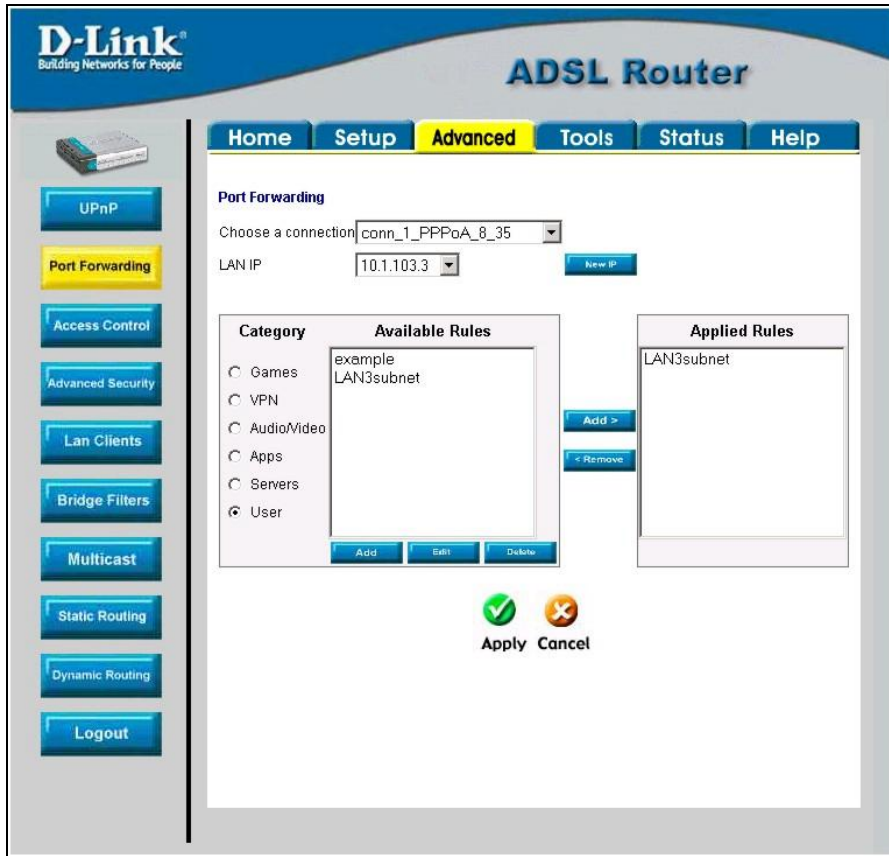 D-Link®
Building Networks for People
ADSL Router
Home Setup Advanced Tools Status Help
UPnP
Port Forwarding
Access Control
Advanced Security
Lan Clients
Bridge Filters
Multicast
Static Routing
Dynamic Routing
Logout
Port Forwarding
Choose a connection conn_1_PPPoA_8_35
LAN IP 10.1.103.3 New IP
Category Available Rules Applied Rules
Games
VPN
Audio/Video
Apps
Servers
User
example
LAN3subnet
Add >
< Remove
LAN3subnet
Add Edit Delete
Apply Cancel